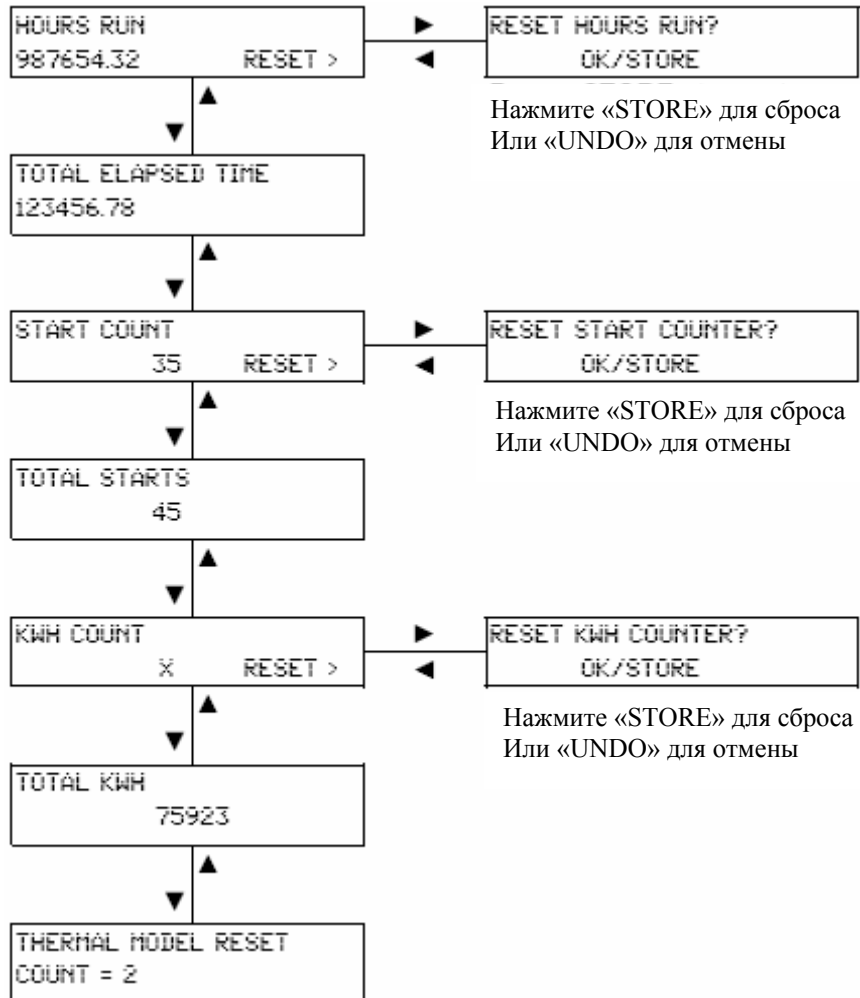 HOURS RUN
987654.32 RESET >
RESET HOURS RUN?
OK/STORE
Нажмите «STORE» для сброса
Или «UNDO» для отмены
TOTAL ELAPSED TIME
123456.78
START COUNT
35 RESET >
RESET START COUNTER?
OK/STORE
Нажмите «STORE» для сброса
Или «UNDO» для отмены
TOTAL STARTS
45
KWH COUNT
X RESET >
RESET KWH COUNTER?
OK/STORE
Нажмите «STORE» для сброса
Или «UNDO» для отмены
TOTAL KWH
75923
THERMAL MODEL RESET
COUNT = 2